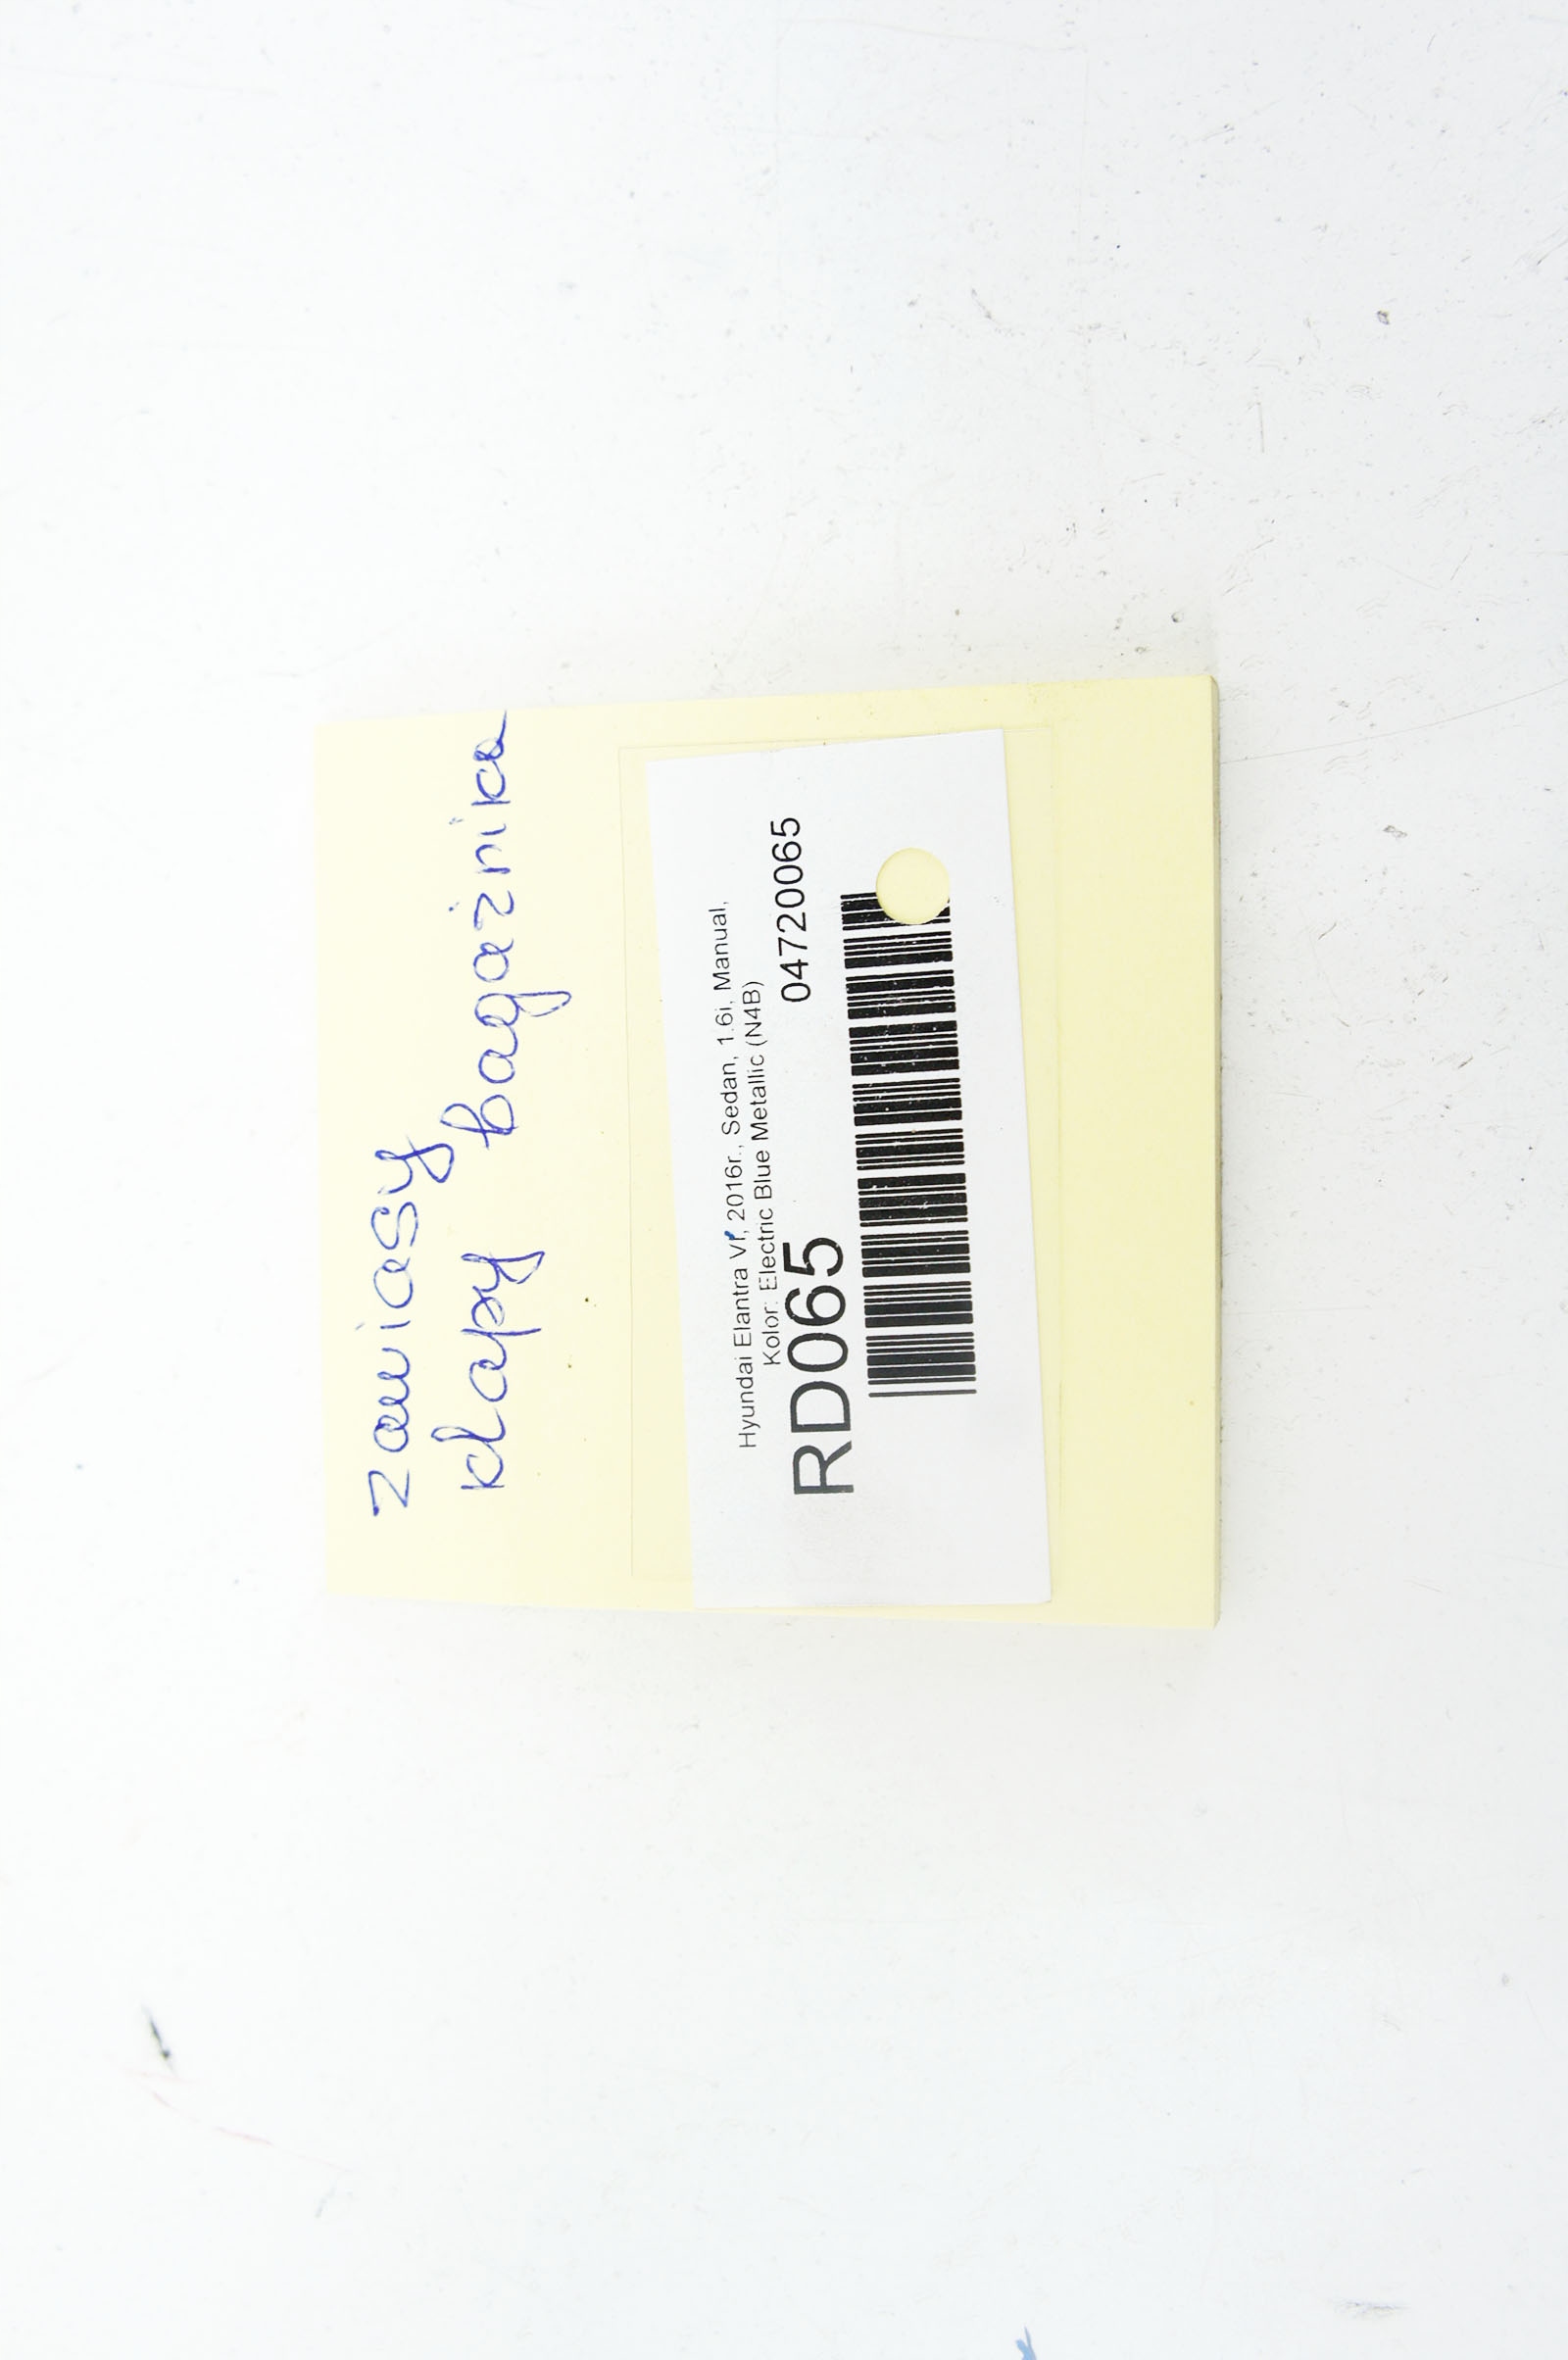 zawiasy
klapy bagażnika
Hyundai Elantra VI, 2016r., Sedan, 1.6i, Manual,
Kolor: Electric Blue Metallic (N4B)
RD065 04720065